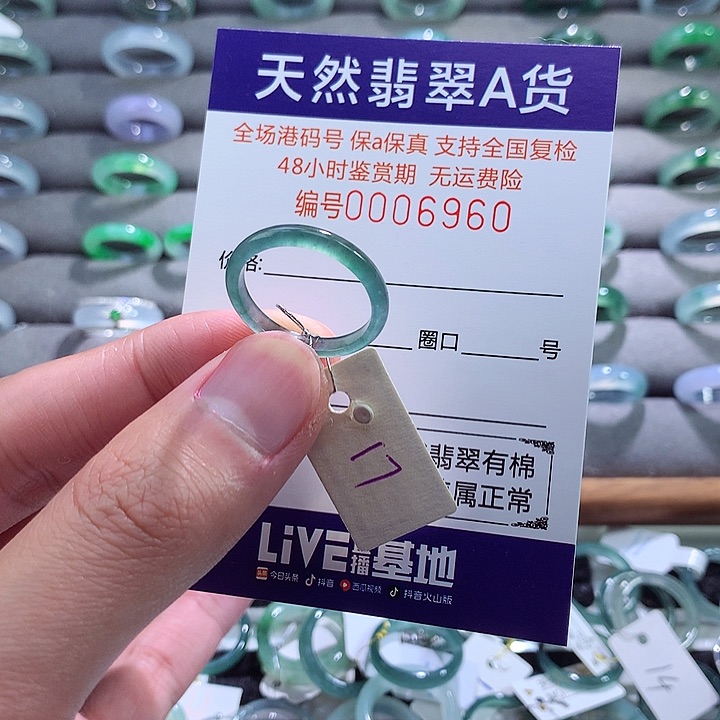 天然翡翠A货
全场港码号 保a保真 支持全国复检
48小时鉴赏期 无运费险
编号0006960
价格:
圈口 号
17
翡翠有棉
属正常
LiVE直播基地
头条 今日头条 抖音 西瓜视频 抖音火山版
14